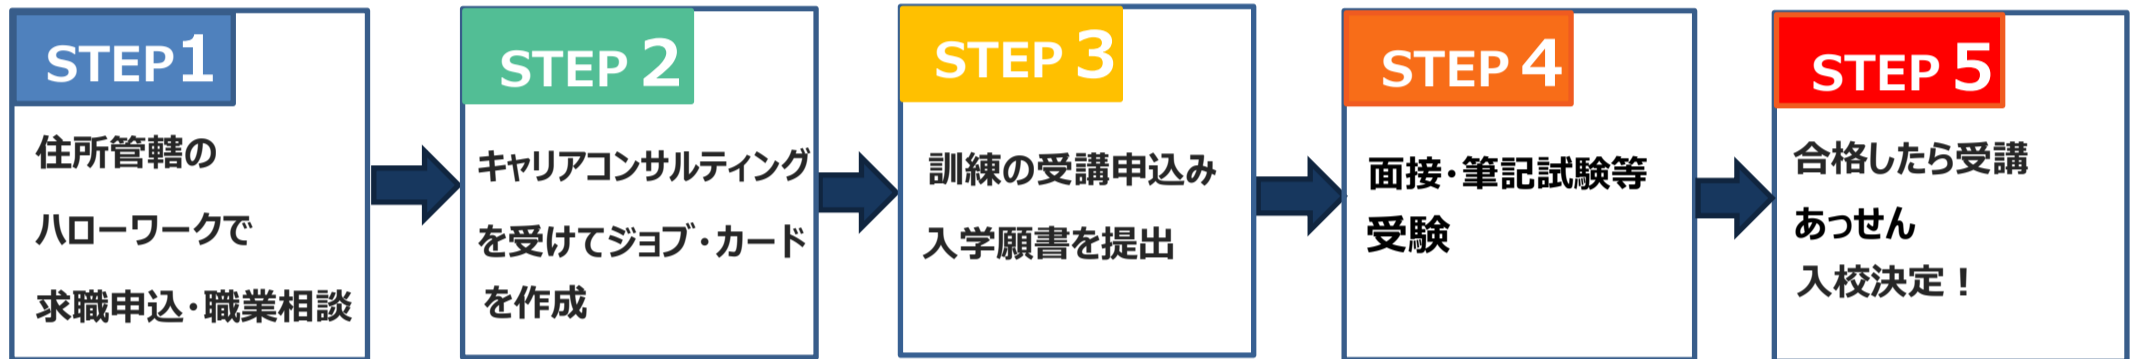 STEP1
住所管轄の
ハローワークで
求職申込・職業相談
STEP 2
キャリアコンサルティング
を受けてジョブ・カード
を作成
STEP 3
訓練の受講申込み
入学願書を提出
STEP 4
面接・筆記試験等
受験
STEP 5
合格したら受講
あっせん
入校決定！